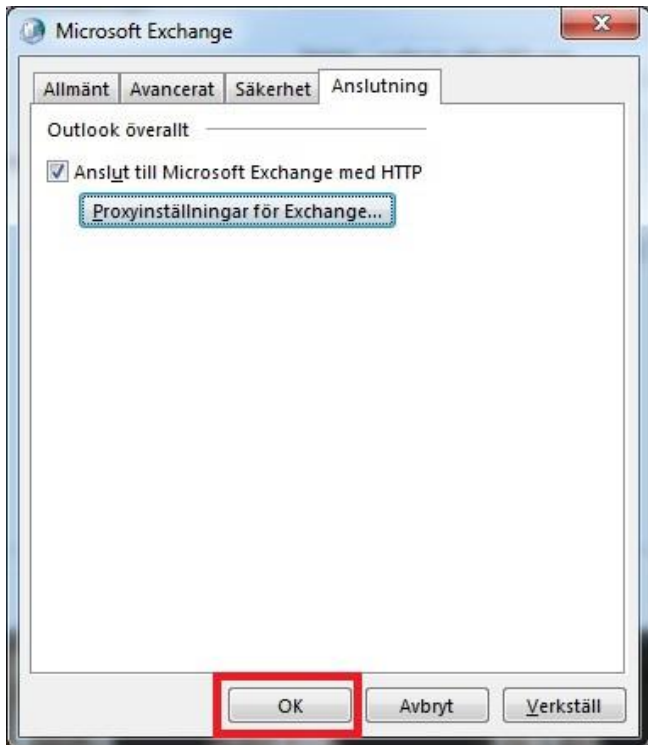 Microsoft Exchange
Allmänt Avancerat Säkerhet Anslutning
Outlook överallt
Anslut till Microsoft Exchange med HTTP
Proxyinställningar för Exchange...
OK Avbryt Verkställ